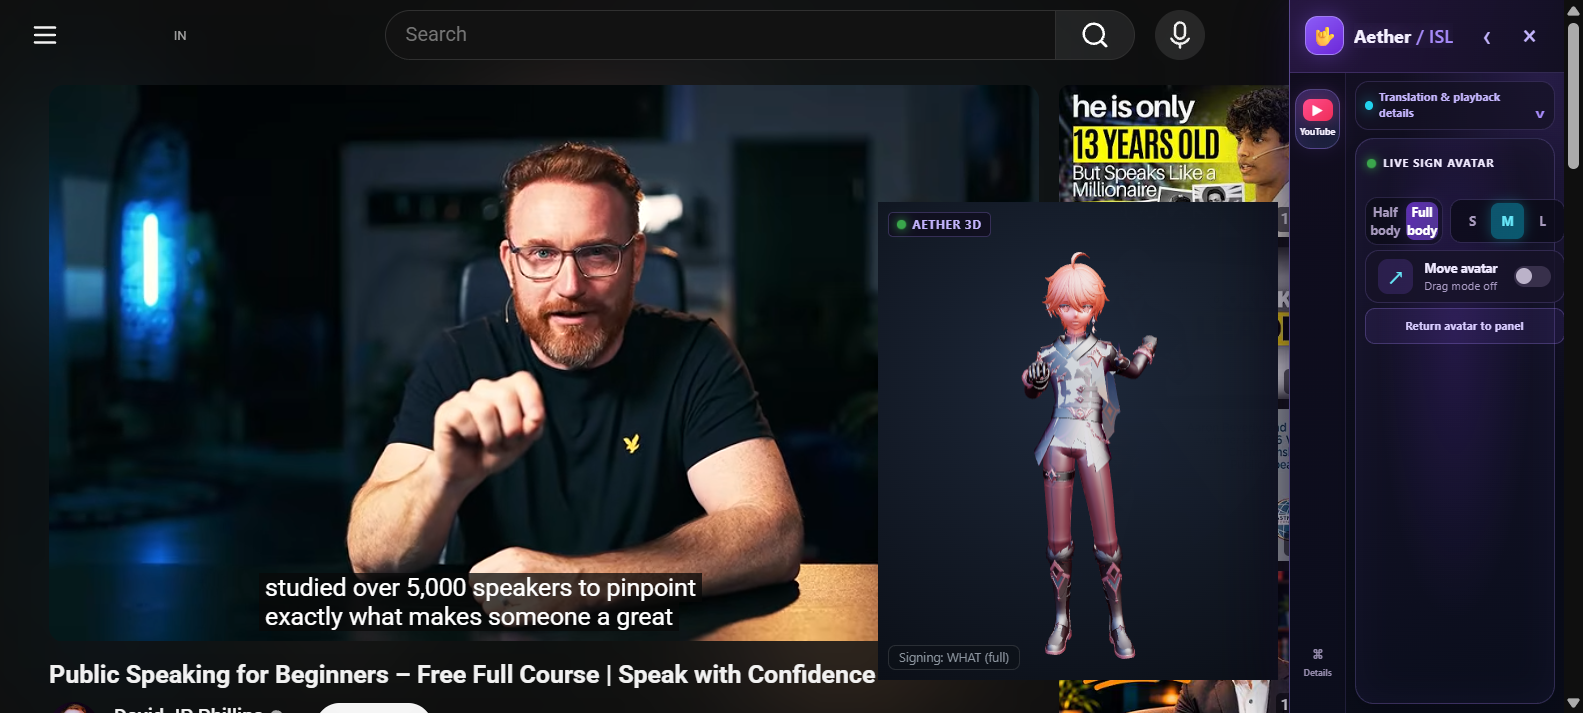 IN
Search
Aether / ISL
he is only
13 YEARS OLD
But Speaks Like a
Millionaire
YouTube
Translation & playback
details
LIVE SIGN AVATAR
AETHER 3D
Half
body
Full
body
S
M
L
Move avatar
Drag mode off
Return avatar to panel
studied over 5,000 speakers to pinpoint
exactly what makes someone a great
Signing: WHAT (full)
Details
Public Speaking for Beginners – Free Full Course | Speak with Confidence
David JP Phillips